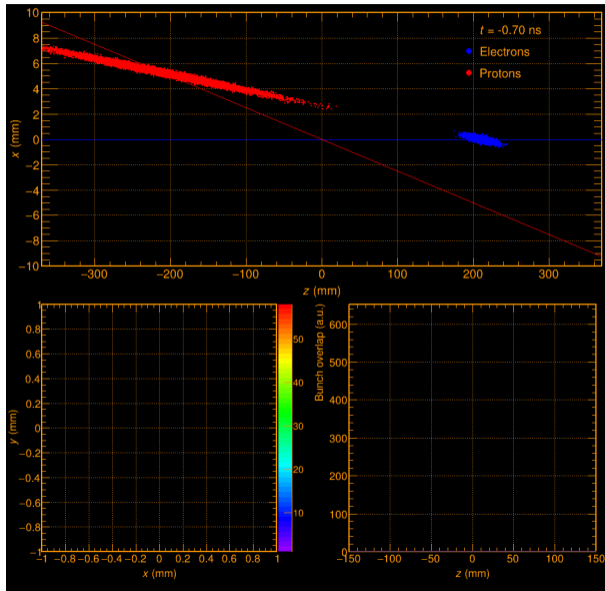 10
8
6
4
2
0
−2
−4
−6
−8
−10
x (mm)
−300 −200 −100 0 100 200 300
z (mm)
t = -0.70 ns
Electrons
Protons
1
0.8
0.6
0.4
0.2
0
−0.2
−0.4
−0.6
−0.8
−1
y (mm)
−1 −0.8 −0.6 −0.4 −0.2 0 0.2 0.4 0.6 0.8 1
x (mm)
50
40
30
20
10
Bunch overlap (a.u.)
600
500
400
300
200
100
0
−150 −100 −50 0 50 100 150
z (mm)